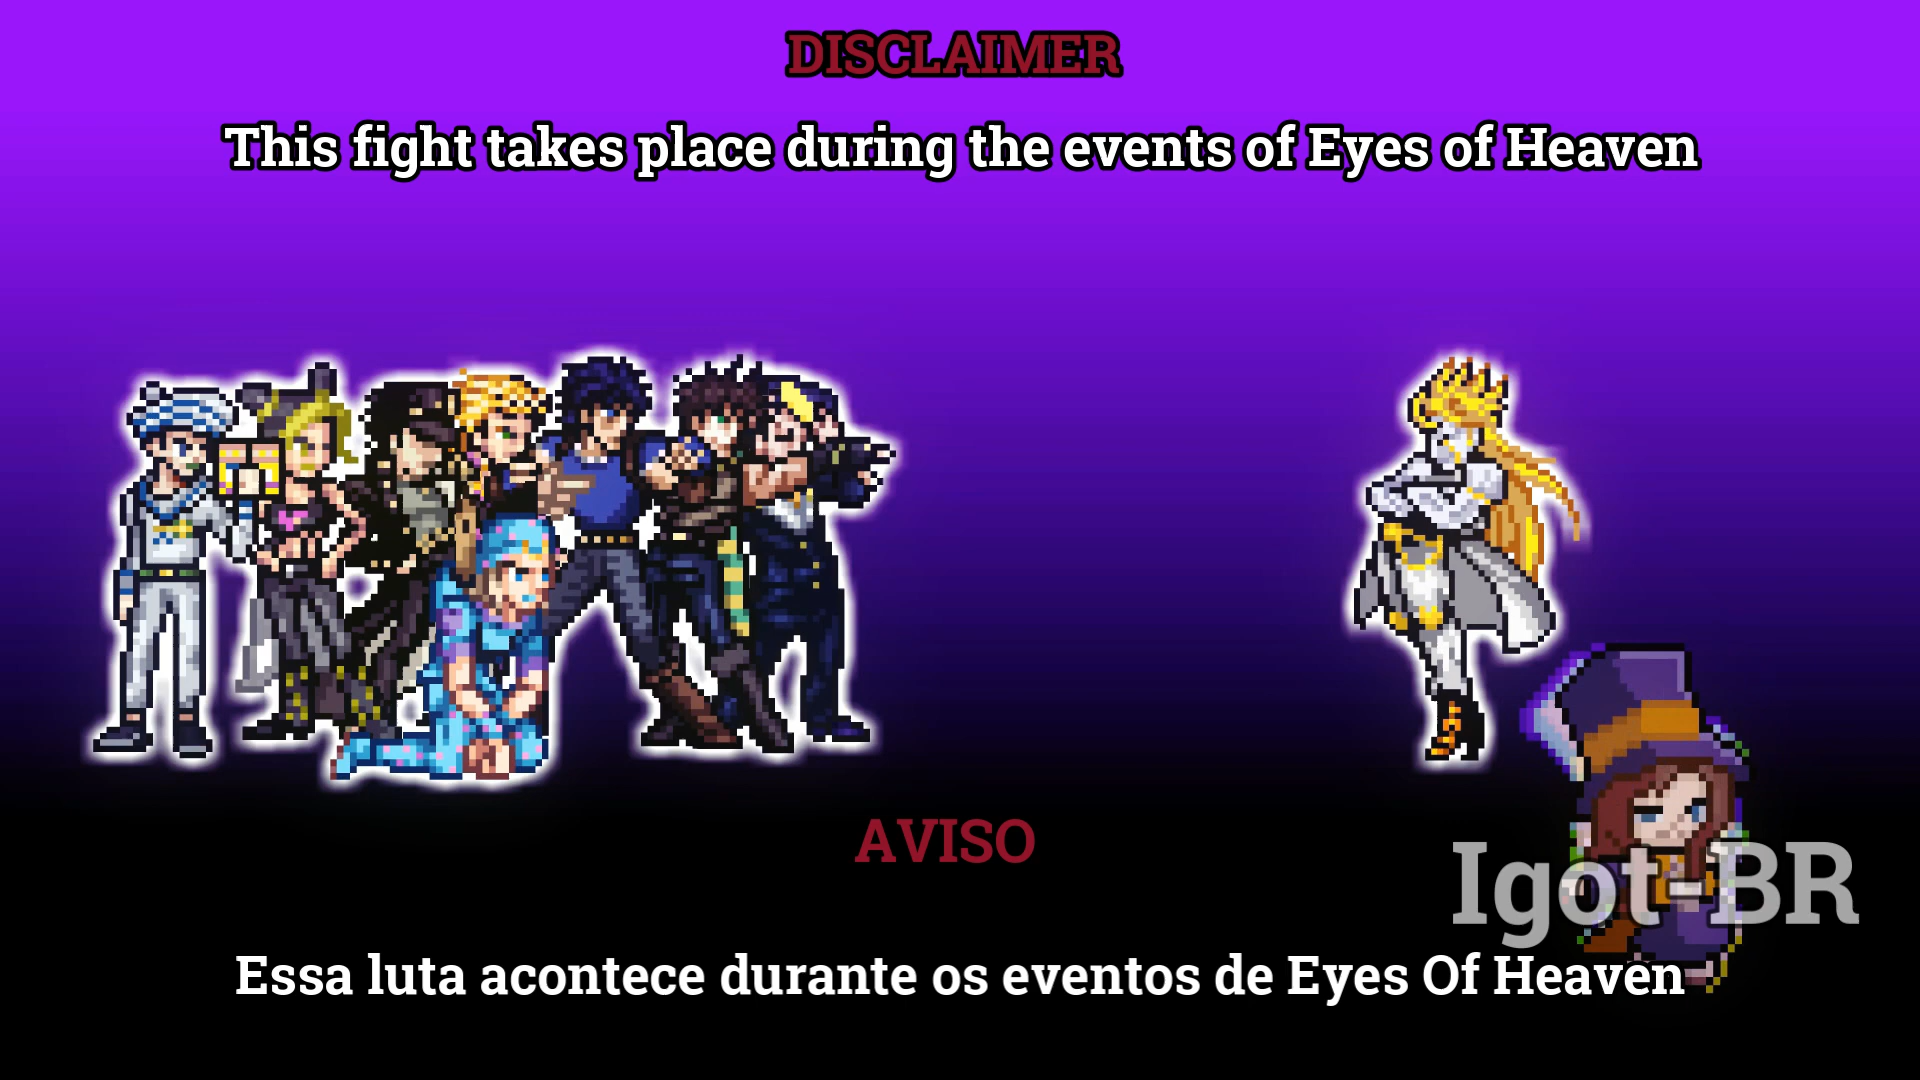 DISCLAIMER
This fight takes place during the events of Eyes of Heaven
AVISO
Igot-BR
Essa luta acontece durante os eventos de Eyes Of Heaven